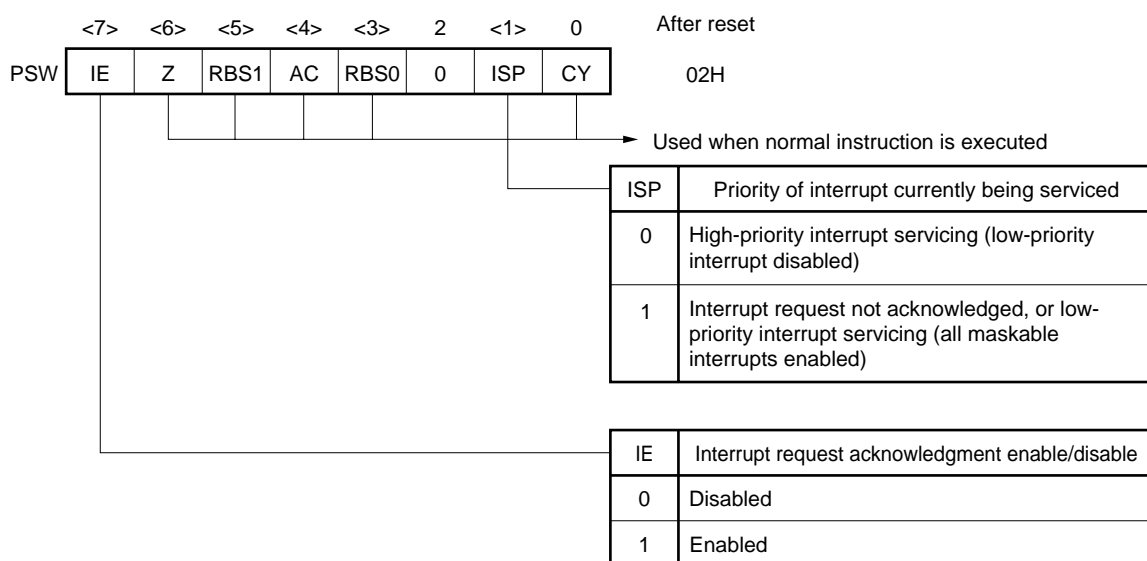 <7> <6> <5> <4> <3> 2 <1> 0 After reset
PSW IE Z RBS1 AC RBS0 0 ISP CY 02H
Used when normal instruction is executed
ISP Priority of interrupt currently being serviced
0 High-priority interrupt servicing (low-priority
interrupt disabled)
1 Interrupt request not acknowledged, or low-
priority interrupt servicing (all maskable
interrupts enabled)
IE Interrupt request acknowledgment enable/disable
0 Disabled
1 Enabled